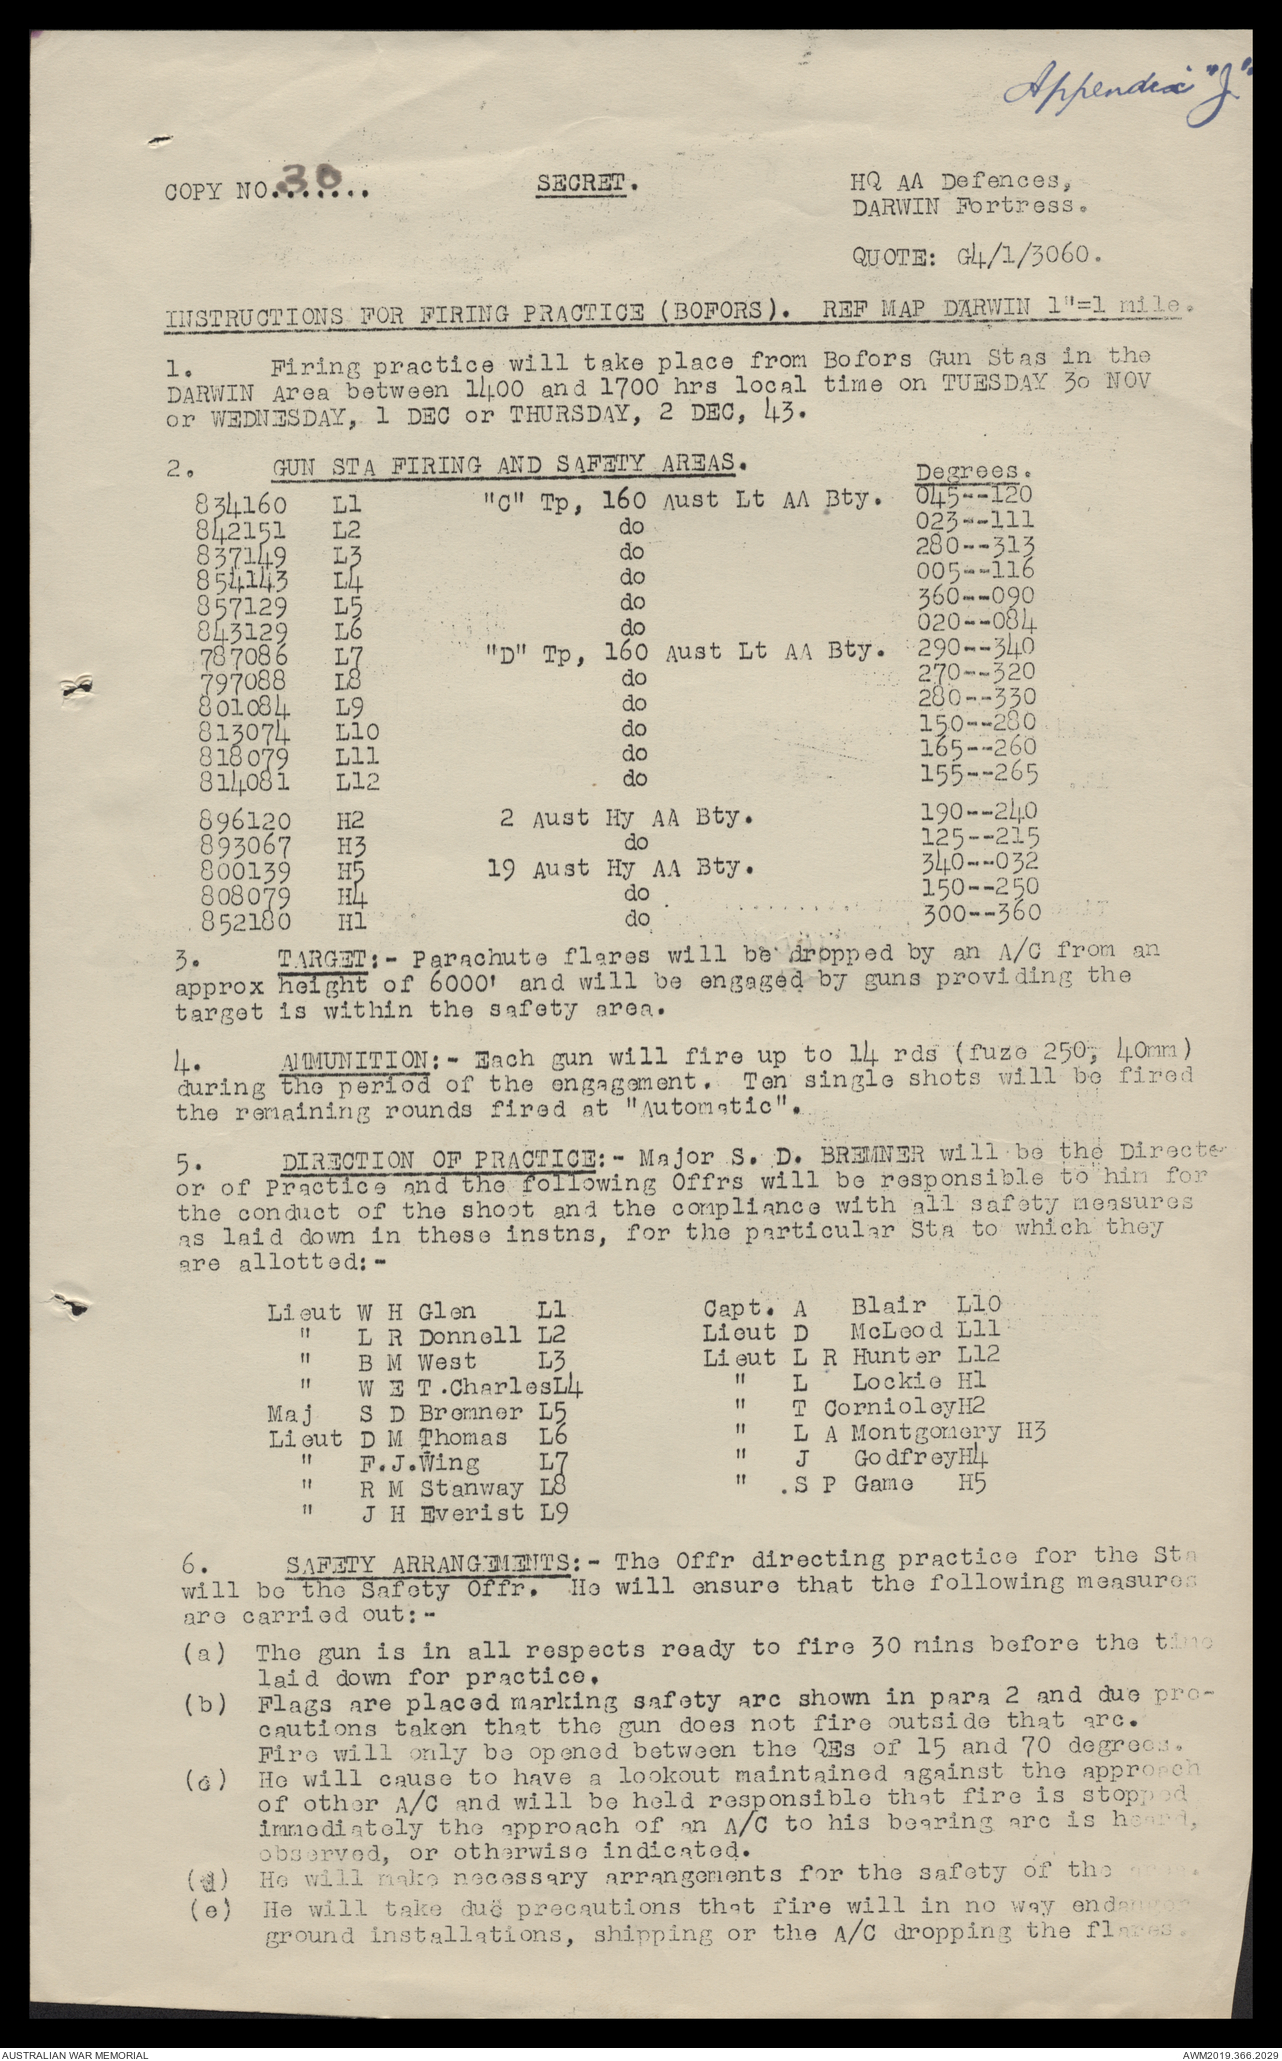 Appendix "J"
COPY NO.30......
SECRET.
HQ AA Defences,
DARWIN Fortress.
QUOTE: G4/1/3060.
INSTRUCTIONS FOR FIRING PRACTICE (BOFORS). REF MAP DARWIN 1"=1 mile.
1. Firing practice will take place from Bofors Gun Stas in the
DARWIN Area between 1400 and 1700 hrs local time on TUESDAY 30 NOV
or WEDNESDAY, 1 DEC or THURSDAY, 2 DEC, 43.
2. GUN STA FIRING AND SAFETY AREAS. Degrees.
834160 L1 "C" Tp, 160 Aust Lt AA Bty. 045--120
842151 L2 do 023--111
837149 L3 do 280--313
854143 L4 do 005--116
857129 L5 do 360--090
843129 L6 do 020--084
787086 L7 "D" Tp, 160 Aust Lt AA Bty. 290--340
797088 L8 do 270--320
801084 L9 do 280--330
813074 L10 do 150--280
818079 L11 do 165--260
814081 L12 do 155--265
896120 H2 2 Aust Hy AA Bty. 190--240
893067 H3 do 125--215
800139 H5 19 Aust Hy AA Bty. 340--032
808079 H4 do 150--250
852180 H1 do 300--360
3. TARGET:- Parachute flares will be dropped by an A/C from an
approx height of 6000' and will be engaged by guns providing the
target is within the safety area.
4. AMMUNITION:- Each gun will fire up to 14 rds (fuze 250, 40mm)
during the period of the engagement. Ten single shots will be fired
the remaining rounds fired at "Automatic".
5. DIRECTION OF PRACTICE:- Major S. D. BREMNER will be the Direct-
or of Practice and the following Offrs will be responsible to him for
the conduct of the shoot and the compliance with all safety measures
as laid down in these instns, for the particular Sta to which they
are allotted:-
Lieut W H Glen L1 Capt. A Blair L10
" L R Donnell L2 Lieut D McLeod L11
" B M West L3 Lieut L R Hunter L12
" W E T.CharlesL4 " L Lockie H1
Maj S D Bremner L5 " T CornioleyH2
Lieut D M Thomas L6 " L A Montgomery H3
" F.J.Wing L7 " J GodfreyH4
" R M Stanway L8 " .S P Game H5
" J H Everist L9
6. SAFETY ARRANGEMENTS:- The Offr directing practice for the Sta
will be the Safety Offr. He will ensure that the following measures
are carried out:-
(a) The gun is in all respects ready to fire 30 mins before the time
laid down for practice.
(b) Flags are placed marking safety arc shown in para 2 and due pre-
cautions taken that the gun does not fire outside that arc.
Fire will only be opened between the QEs of 15 and 70 degrees.
(c) He will cause to have a lookout maintained against the approach
of other A/C and will be held responsible that fire is stopped
immediately the approach of an A/C to his bearing arc is heard,
observed, or otherwise indicated.
(d) He will make necessary arrangements for the safety of the area.
(e) He will take due precautions that fire will in no way endanger
ground installations, shipping or the A/C dropping the flares.
AUSTRALIAN WAR MEMORIAL
AWM2019.366.2029